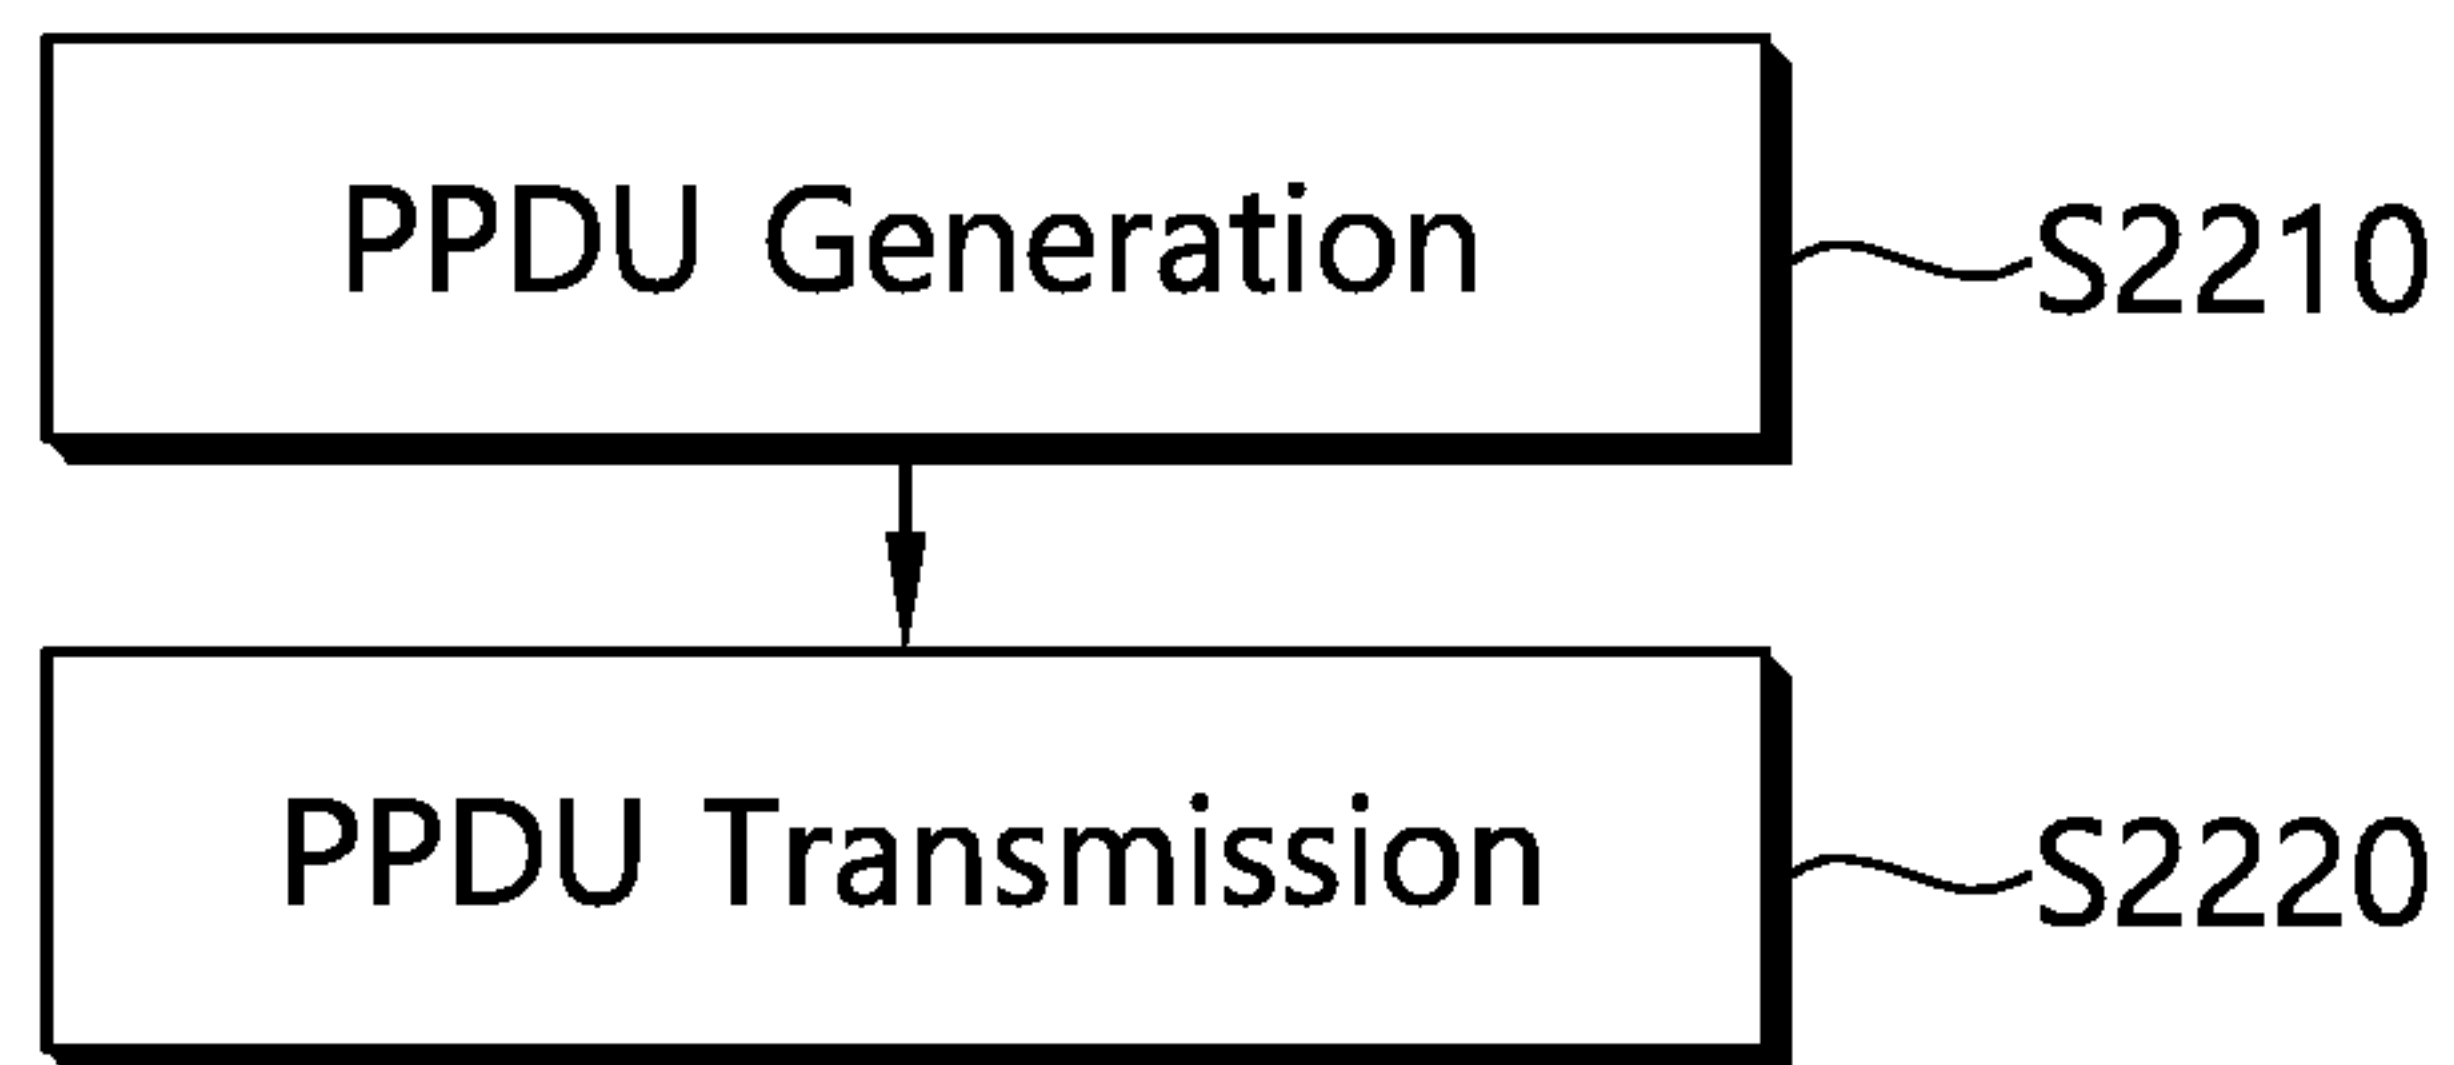 PPDU Generation
S2210
PPDU Transmission
S2220